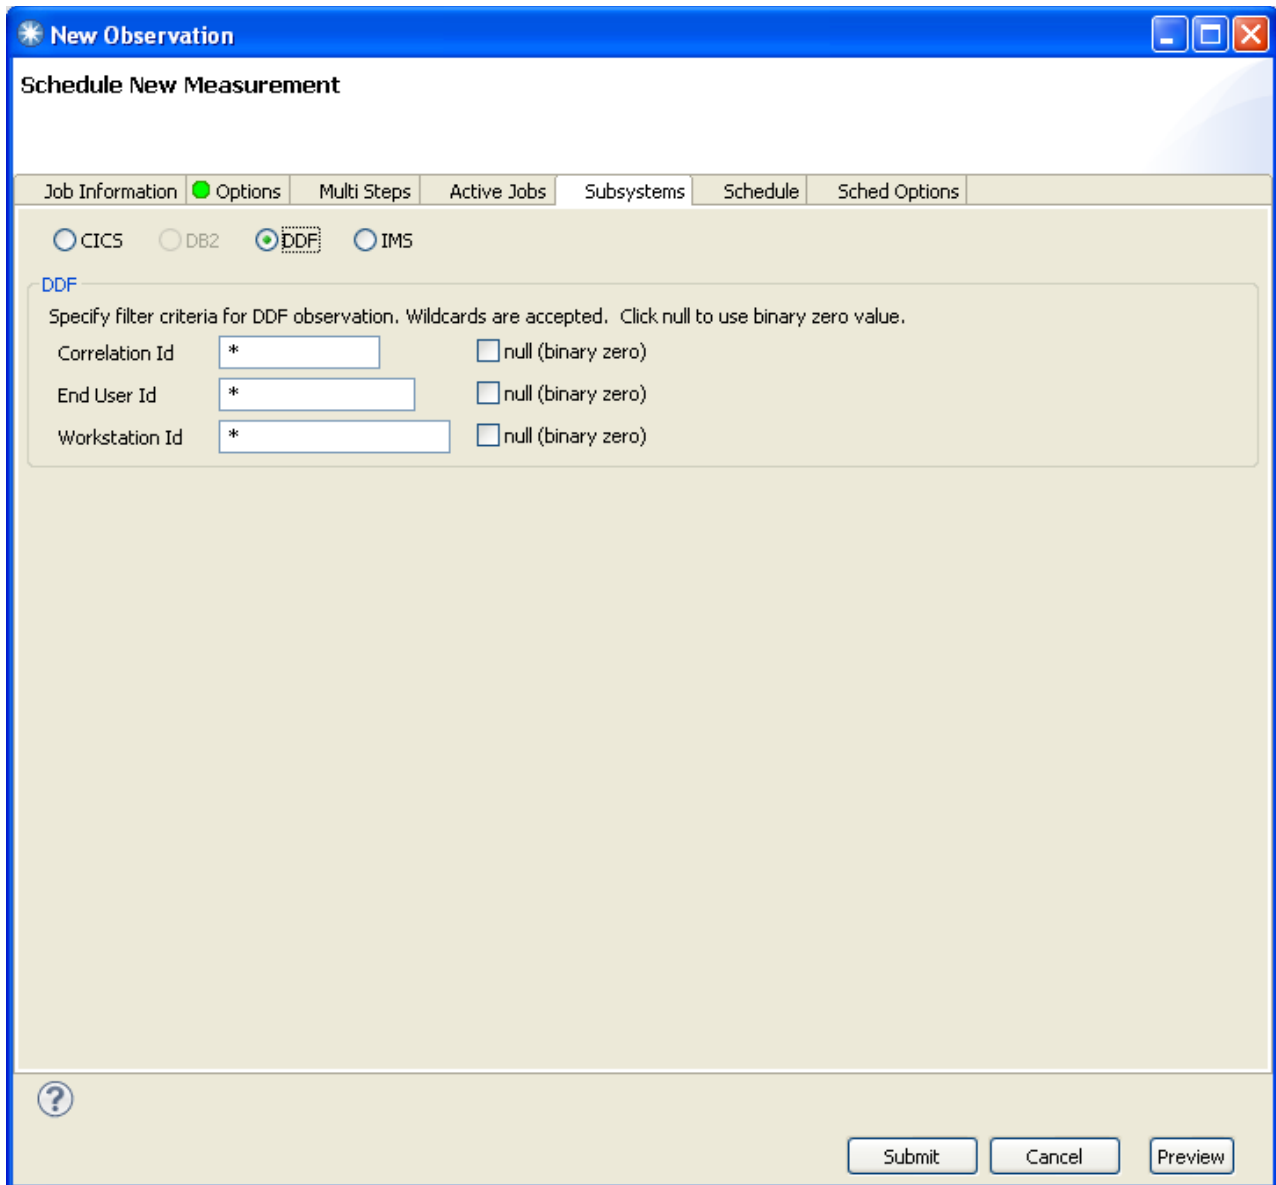 New Observation
Schedule New Measurement
Job Information Options Multi Steps Active Jobs Subsystems Schedule Sched Options
CICS DB2 DDF IMS
DDF
Specify filter criteria for DDF observation. Wildcards are accepted. Click null to use binary zero value.
Correlation Id * null (binary zero)
End User Id * null (binary zero)
Workstation Id * null (binary zero)
?
Submit Cancel Preview